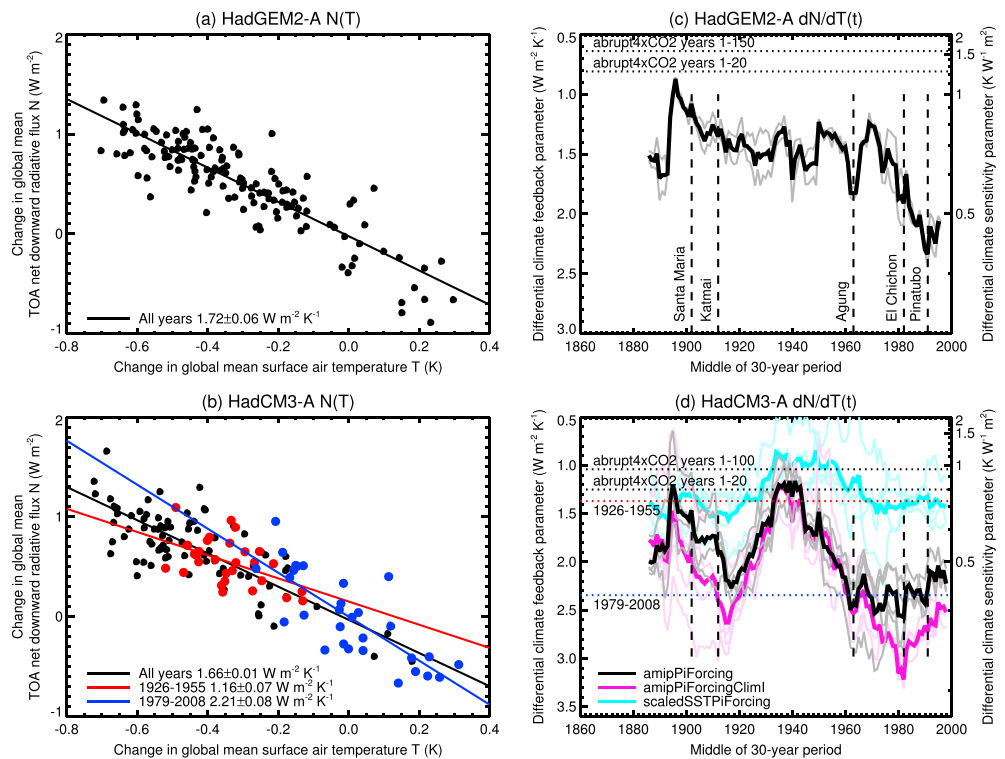 (a) HadGEM2-A N(T)
Change in global mean
TOA net downward radiative flux N (W m-2)
2
1
0
-1
All years 1.72±0.06 W m-2 K-1
-0.8 -0.6 -0.4 -0.2 0.0 0.2 0.4
Change in global mean surface air temperature T (K)
(c) HadGEM2-A dN/dT(t)
Differential climate feedback parameter (W m-2 K-1)
0.5
1.0
1.5
2.0
2.5
3.0
abrupt4xCO2 years 1-150
abrupt4xCO2 years 1-20
Santa Maria
Katmai
Agung
El Chichon
Pinatubo
2
1.5
1
0.5
Differential climate sensitivity parameter (K W-1 m2)
1860 1880 1900 1920 1940 1960 1980 2000
Middle of 30-year period
(b) HadCM3-A N(T)
Change in global mean
TOA net downward radiative flux N (W m-2)
2
1
0
-1
All years 1.66±0.01 W m-2 K-1
1926-1955 1.16±0.07 W m-2 K-1
1979-2008 2.21±0.08 W m-2 K-1
-0.8 -0.6 -0.4 -0.2 0.0 0.2 0.4
Change in global mean surface air temperature T (K)
(d) HadCM3-A dN/dT(t)
Differential climate feedback parameter (W m-2 K-1)
0.5
1.0
1.5
2.0
2.5
3.0
3.5
abrupt4xCO2 years 1-100
abrupt4xCO2 years 1-20
1926-1955
1979-2008
amipPiForcing
amipPiForcingClimI
scaledSSTPiForcing
2
1.5
1
0.5
Differential climate sensitivity parameter (K W-1 m2)
1860 1880 1900 1920 1940 1960 1980 2000
Middle of 30-year period